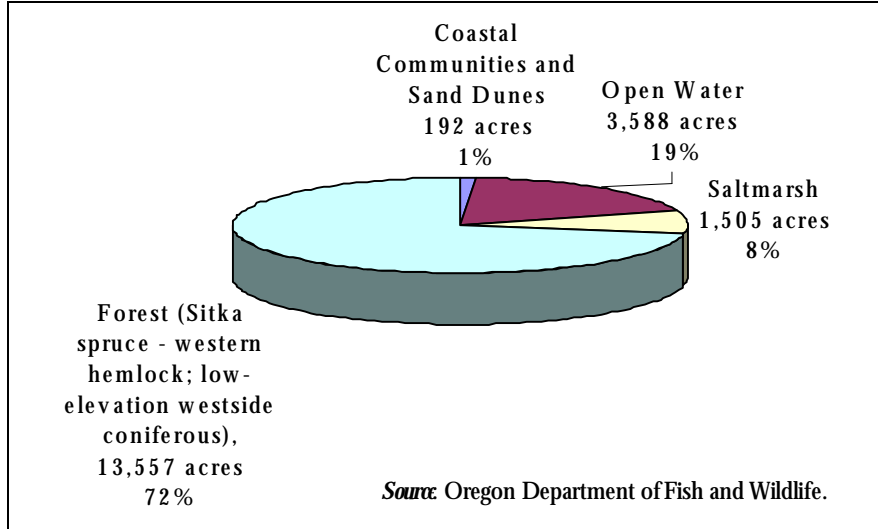 Coastal
Communities and
Sand Dunes
192 acres
1%
Open Water
3,588 acres
19%
Saltmarsh
1,505 acres
8%
Forest (Sitka
spruce - western
hemlock; low-
elevation westside
coniferous),
13,557 acres
72%
Source: Oregon Department of Fish and Wildlife.